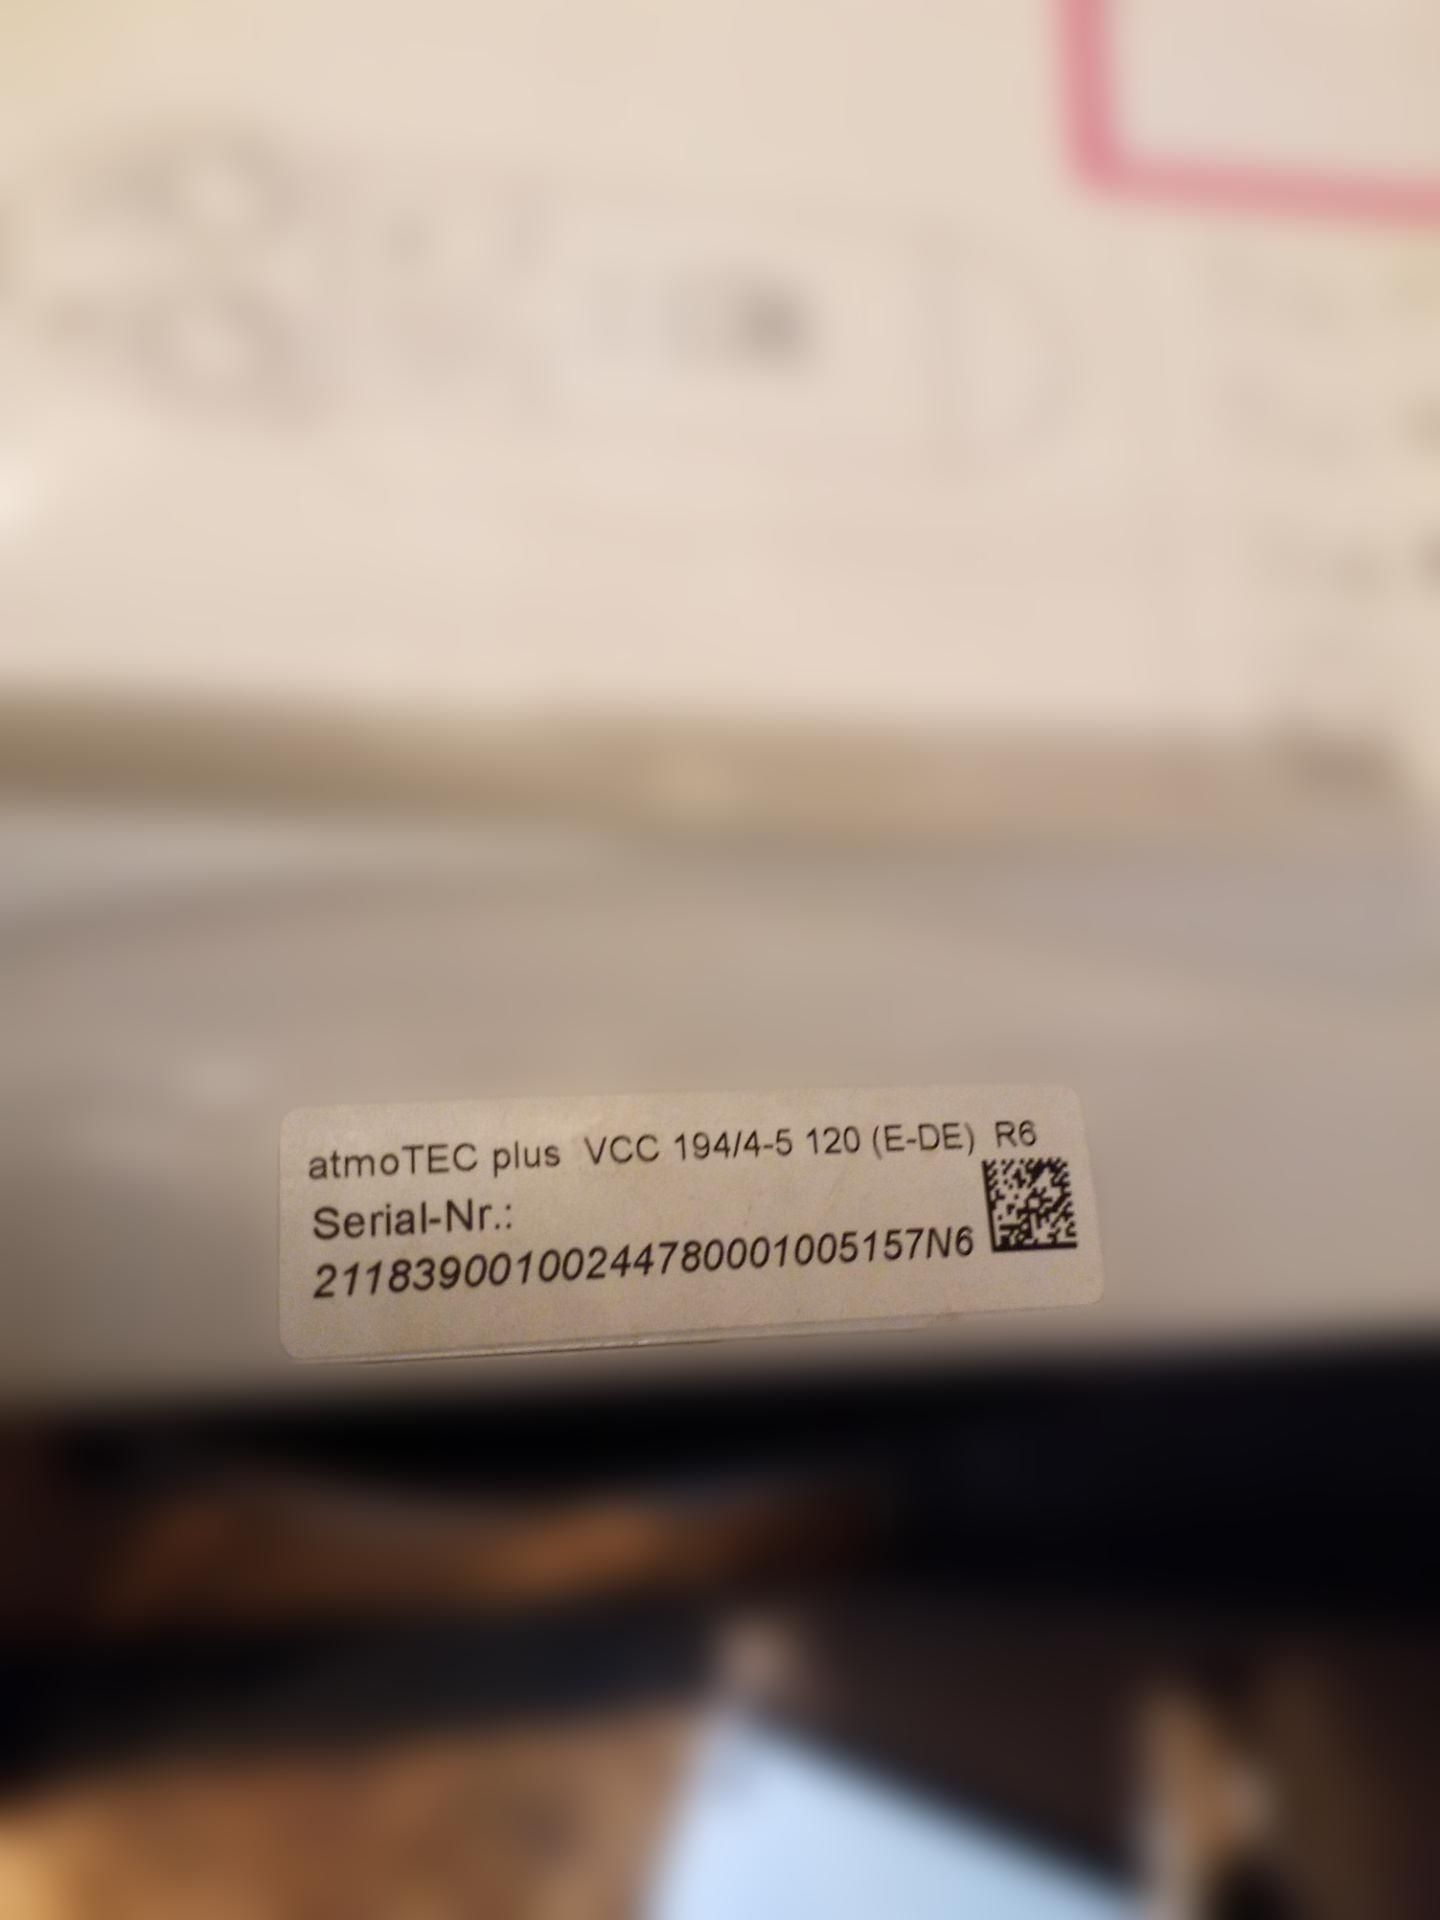 atmoTEC plus VCC 194/4-5 120 (E-DE) R6
Serial-Nr.:
21183900100244780001005157N6